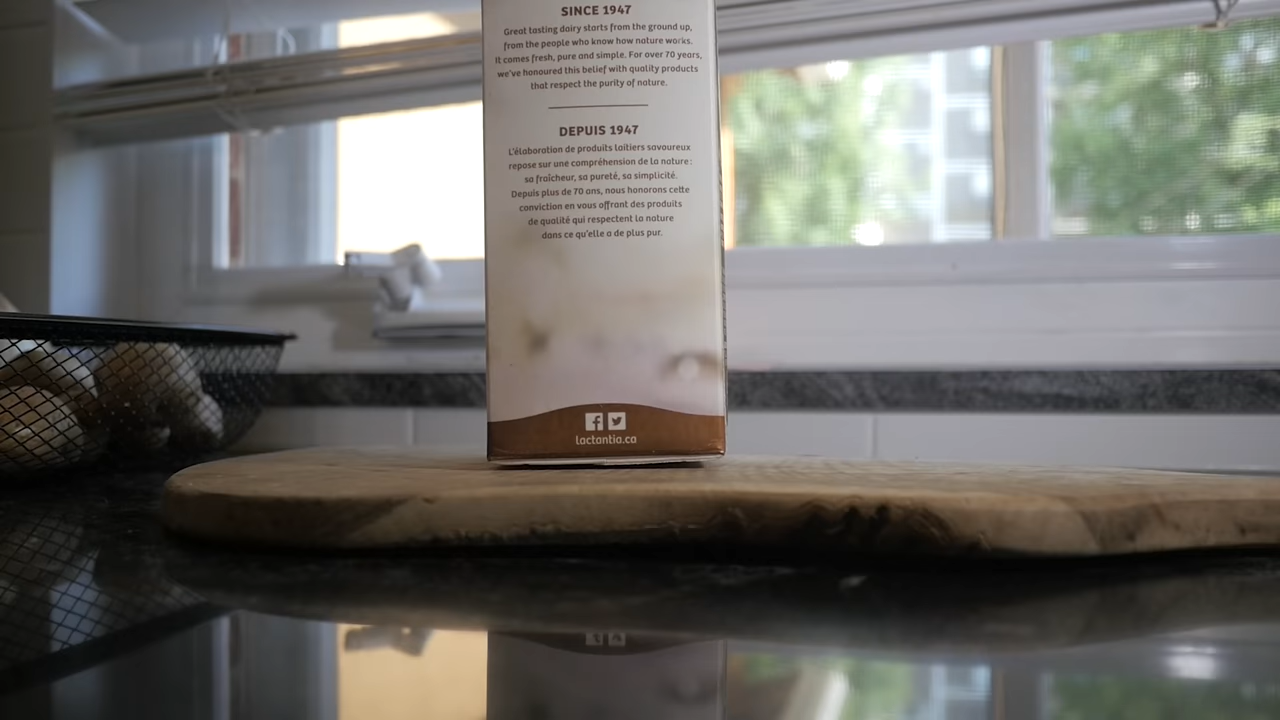 SINCE 1947
Great tasting dairy starts from the ground up,
from the people who know how nature works.
It comes fresh, pure and simple. For over 70 years,
we've honoured this belief with quality products
that respect the purity of nature.
DEPUIS 1947
L'élaboration de produits laitiers savoureux
repose sur une compréhension de la nature :
sa fraîcheur, sa pureté, sa simplicité.
Depuis plus de 70 ans, nous honorons cette
conviction en vous offrant des produits
de qualité qui respectent la nature
dans ce qu'elle a de plus pur.
lactantia.ca